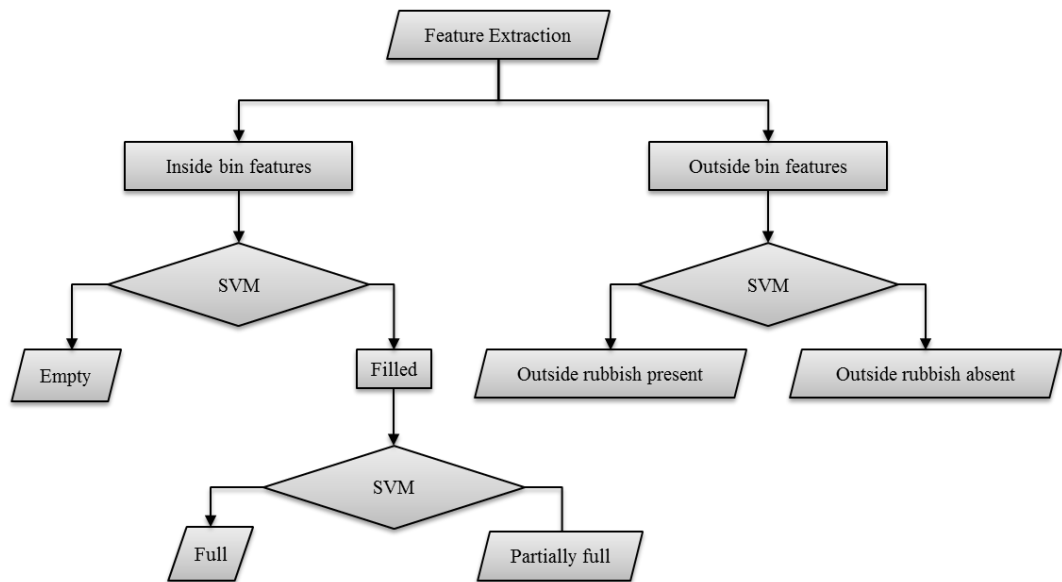 Feature Extraction
Inside bin features
Outside bin features
SVM
SVM
Empty
Filled
Outside rubbish present
Outside rubbish absent
SVM
Full
Partially full